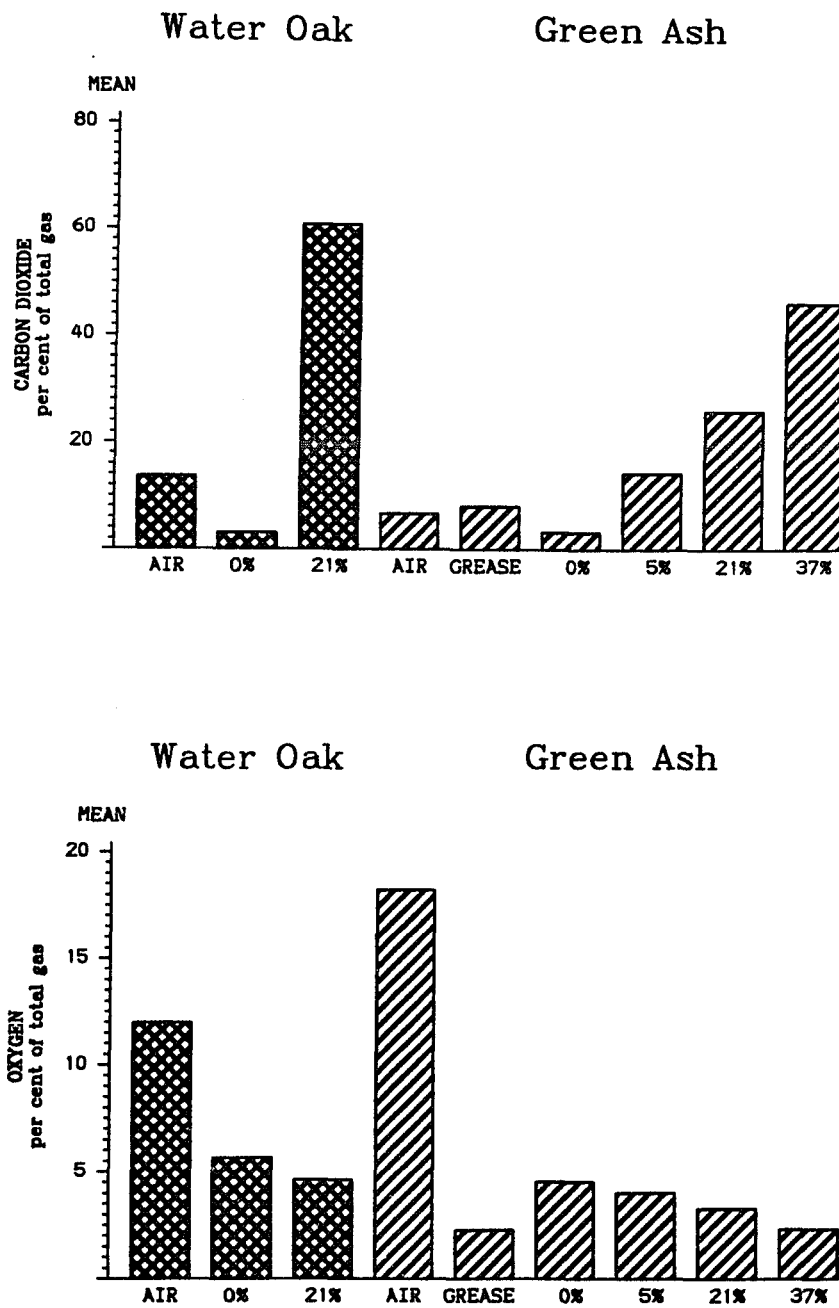 Water Oak Green Ash
MEAN
80
60
40
20
CARBON DIOXIDE
per cent of total gas
AIR 0% 21% AIR GREASE 0% 5% 21% 37%
Water Oak Green Ash
MEAN
20
15
10
5
OXYGEN
per cent of total gas
AIR 0% 21% AIR GREASE 0% 5% 21% 37%